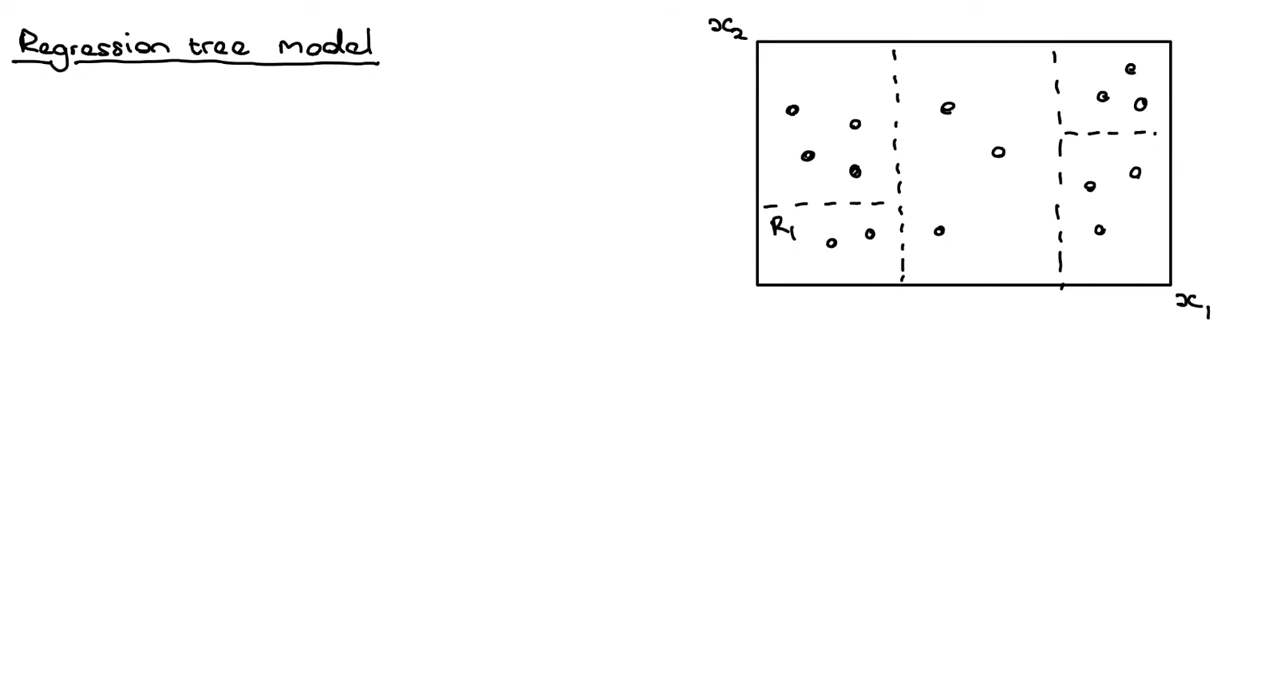 Regression tree model
x₂
R₁
x₁